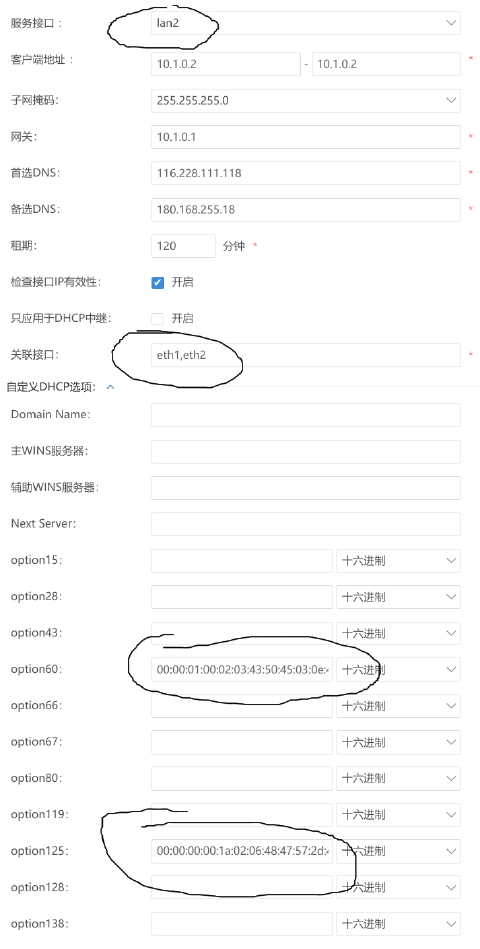 服务接口： lan2
客户端地址： 10.1.0.2 - 10.1.0.2 *
子网掩码： 255.255.255.0
网关： 10.1.0.1 *
首选DNS： 116.228.111.118 *
备选DNS： 180.168.255.18 *
租期： 120 分钟 *
检查接口IP有效性： 开启
只应用于DHCP中继： 开启
关联接口： eth1,eth2 *
自定义DHCP选项：
Domain Name：
主WINS服务器：
辅助WINS服务器：
Next Server：
option15： 十六进制
option28： 十六进制
option43： 十六进制
option60： 00:00:01:00:02:03:43:50:45:03:0e: 十六进制
option66： 十六进制
option67： 十六进制
option80： 十六进制
option119： 十六进制
option125： 00:00:00:00:1a:02:06:48:47:57:2d: 十六进制
option128： 十六进制
option138： 十六进制